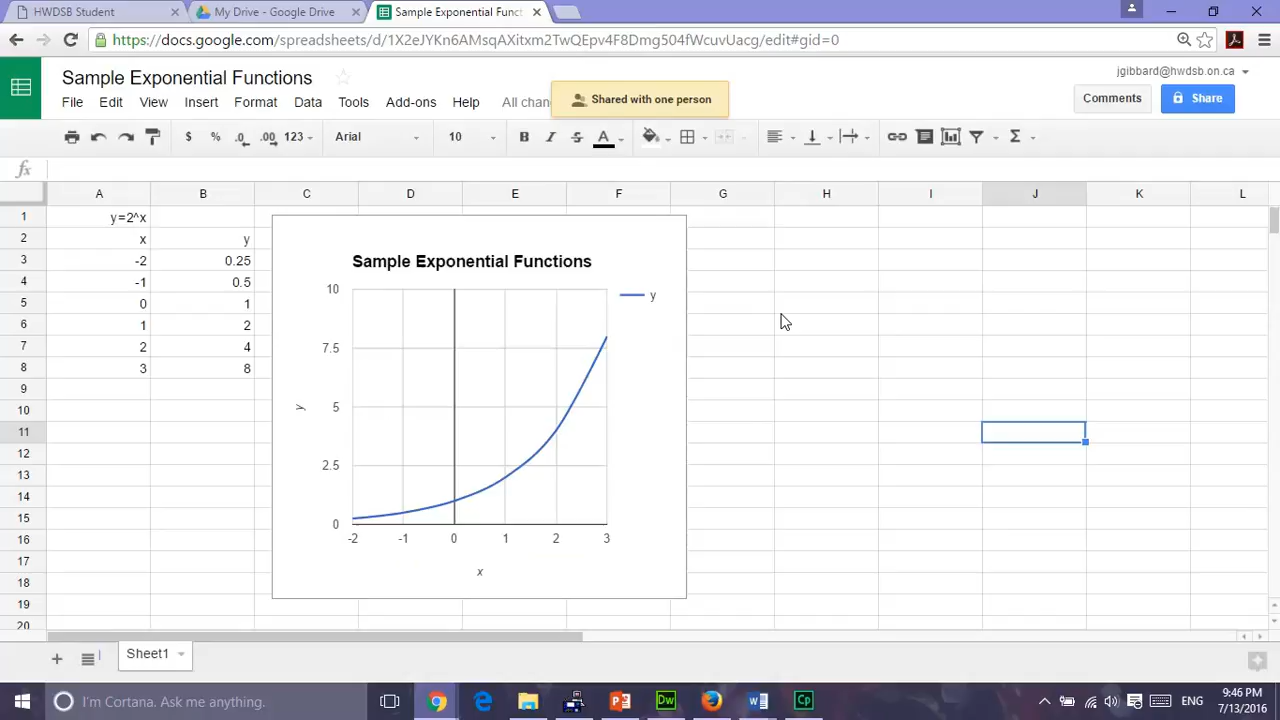 HWDSB Student
My Drive - Google Drive
Sample Exponential Funct
https://docs.google.com/spreadsheets/d/1X2eJYKn6AMsqAXitxm2TwQEpv4F8Dmg504fWcuvUacg/edit#gid=0
Sample Exponential Functions
jgibbard@hwdsb.on.ca
File Edit View Insert Format Data Tools Add-ons Help All chan
Shared with one person
Comments
Share
$ % .0 .00 123 Arial 10 B I S A Σ
fx
A B C D E F G H I J K L
1 y=2^x
2 x y
3 -2 0.25
4 -1 0.5
5 0 1
6 1 2
7 2 4
8 3 8
9
10
11
12
13
14
15
16
17
18
19
20
Sample Exponential Functions
y
10
7.5
5
2.5
0
y
-2 -1 0 1 2 3
x
+ Sheet1
I'm Cortana. Ask me anything.
Dw
Cp
ENG
9:46 PM
7/13/2016